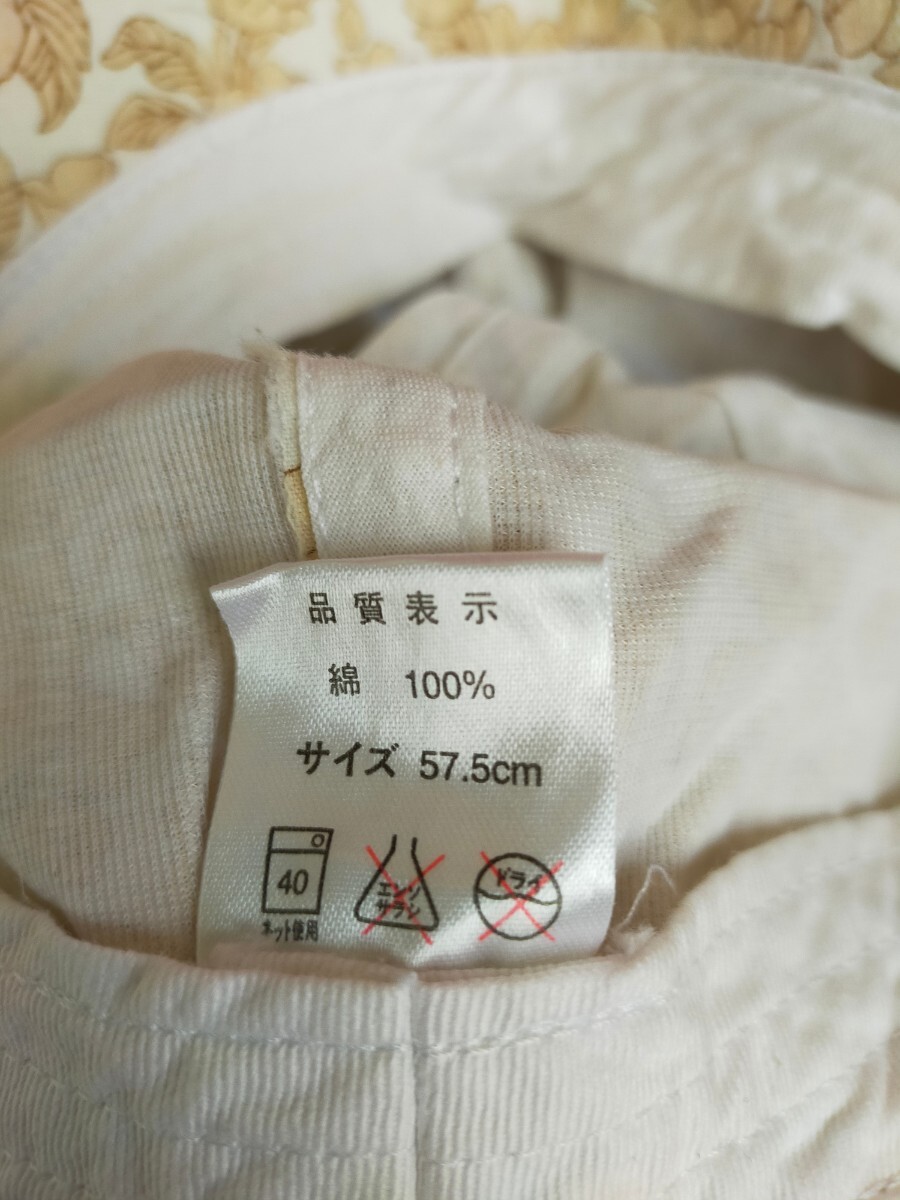 品質表示
綿 100%
サイズ 57.5cm
40
ネット使用
エンソ
サラシ
ドライ